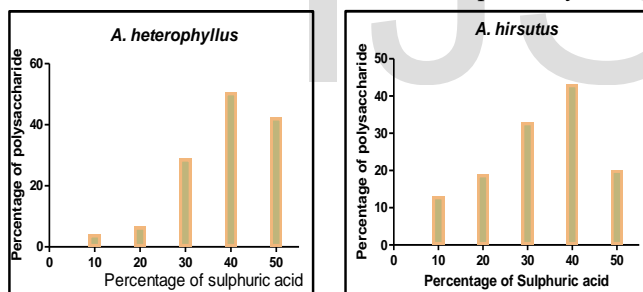 A. heterophyllus
Percentage of polysaccharide
60
40
20
0
0 10 20 30 40 50
Percentage of sulphuric acid
A. hirsutus
Percentage of polysaccharide
50
40
30
20
10
0
0 10 20 30 40 50
Percentage of Sulphuric acid